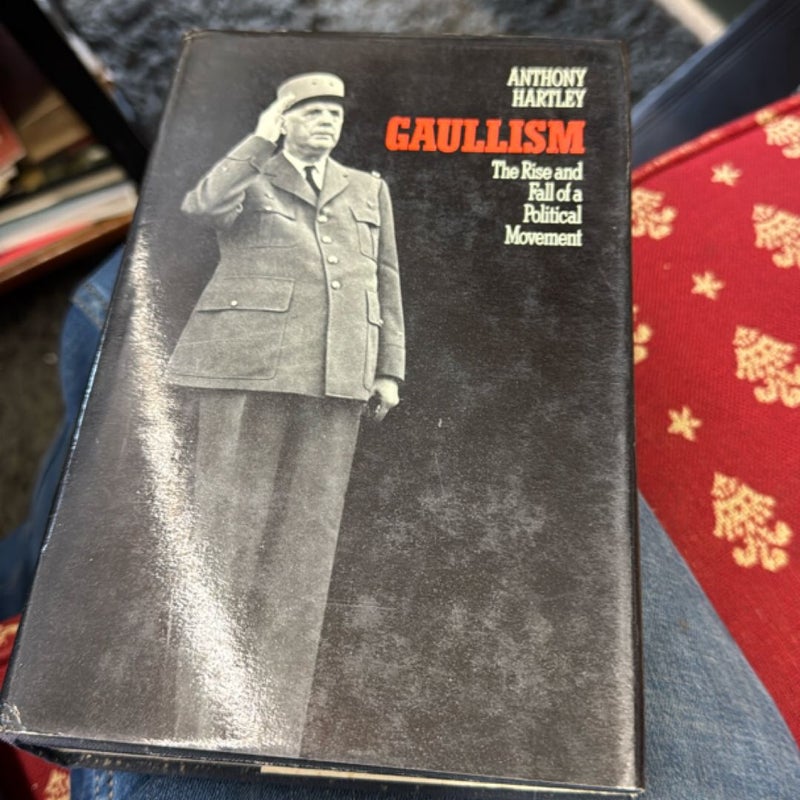 ANTHONY
HARTLEY
GAULLISM
The Rise and
Fall of a
Political
Movement